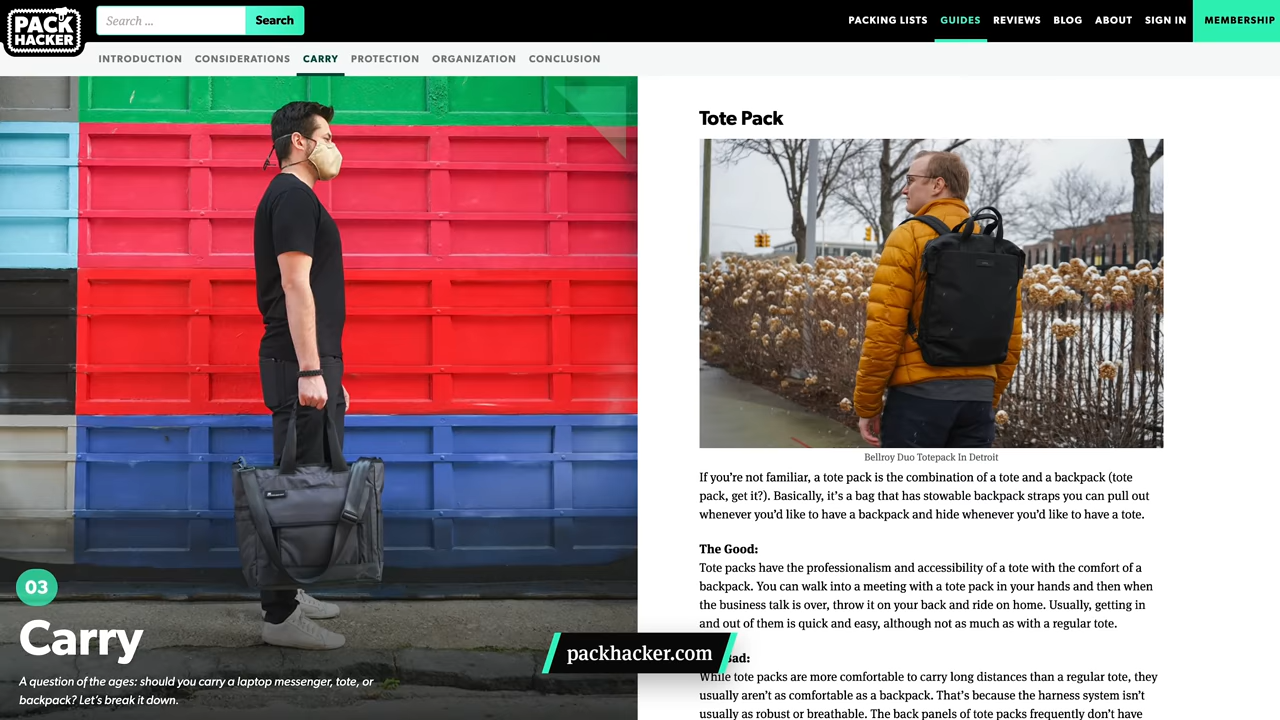 PACK
HACKER
Search ...
Search
PACKING LISTS
GUIDES
REVIEWS
BLOG
ABOUT
SIGN IN
MEMBERSHIP
INTRODUCTION
CONSIDERATIONS
CARRY
PROTECTION
ORGANIZATION
CONCLUSION
03
Carry
A question of the ages: should you carry a laptop messenger, tote, or
backpack? Let's break it down.
Tote Pack
Bellroy Duo Totepack In Detroit
If you're not familiar, a tote pack is the combination of a tote and a backpack (tote
pack, get it?). Basically, it's a bag that has stowable backpack straps you can pull out
whenever you'd like to have a backpack and hide whenever you'd like to have a tote.
The Good:
Tote packs have the professionalism and accessibility of a tote with the comfort of a
backpack. You can walk into a meeting with a tote pack in your hands and then when
the business talk is over, throw it on your back and ride on home. Usually, getting in
and out of them is quick and easy, although not as much as with a regular tote.
Bad:
While tote packs are more comfortable to carry long distances than a regular tote, they
usually aren't as comfortable as a backpack. That's because the harness system isn't
usually as robust or breathable. The back panels of tote packs frequently don't have
packhacker.com